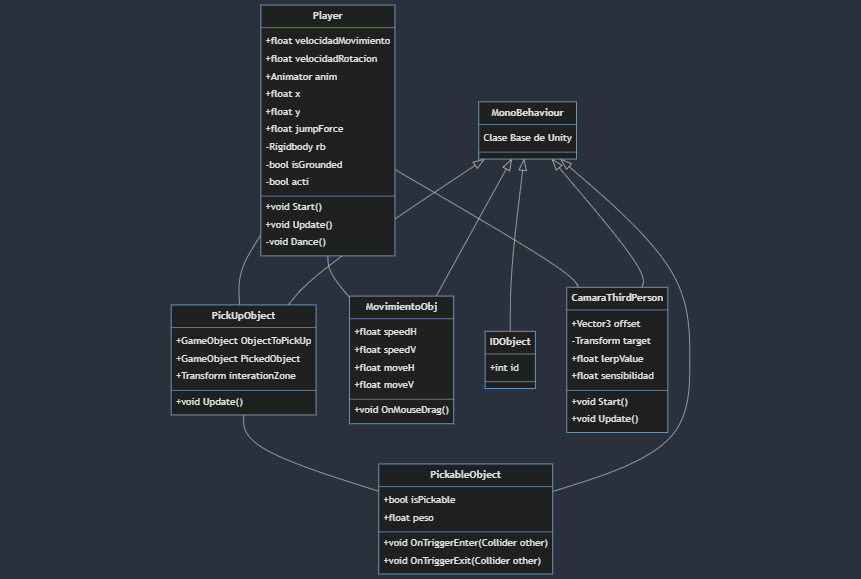 Player
+float velocidadMovimiento
+float velocidadRotacion
+Animator anim
+float x
+float y
+float jumpForce
-Rigidbody rb
-bool isGrounded
-bool acti
+void Start()
+void Update()
-void Dance()
MonoBehaviour
Clase Base de Unity
PickUpObject
+GameObject ObjectToPickUp
+GameObject PickedObject
+Transform interationZone
+void Update()
MovimientoObj
+float speedH
+float speedV
+float moveH
+float moveV
+void OnMouseDrag()
IDObject
+int id
CamaraThirdPerson
+Vector3 offset
-Transform target
+float lerpValue
+float sensibilidad
+void Start()
+void Update()
PickableObject
+bool isPickable
+float peso
+void OnTriggerEnter(Collider other)
+void OnTriggerExit(Collider other)